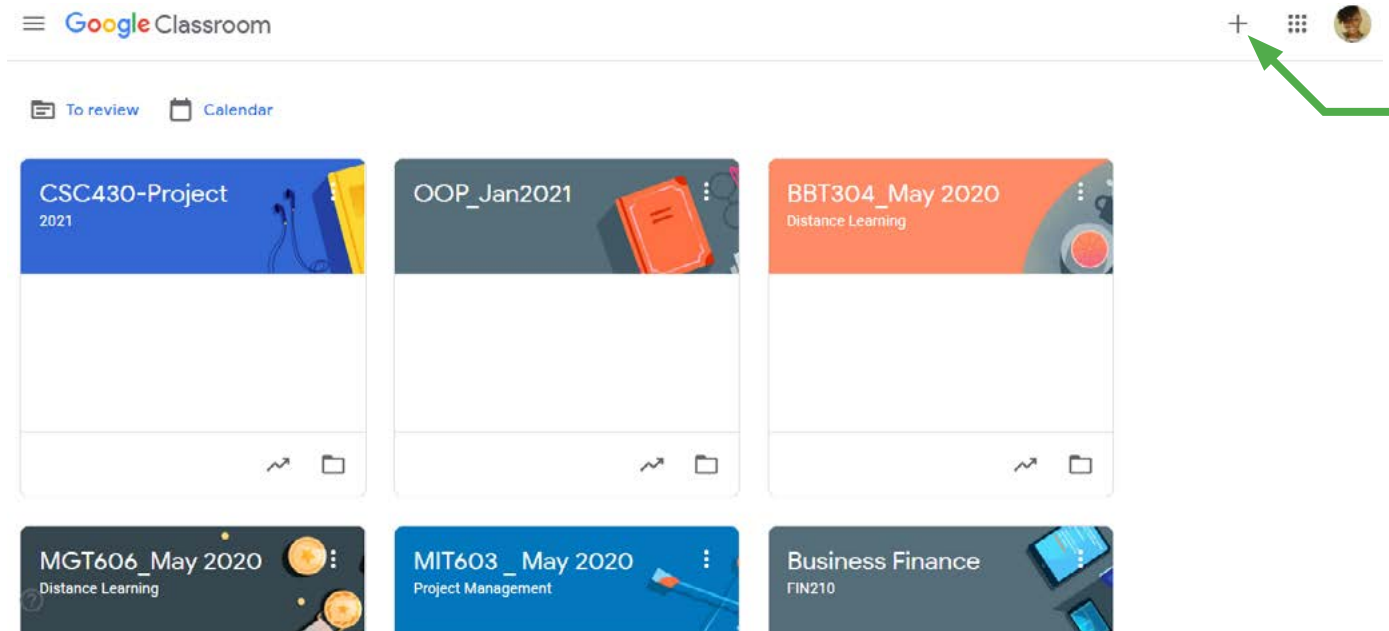 Google Classroom
To review Calendar
CSC430-Project
2021
OOP_Jan2021
BBT304_May 2020
Distance Learning
MGT606_May 2020
Distance Learning
MIT603 _ May 2020
Project Management
Business Finance
FIN210